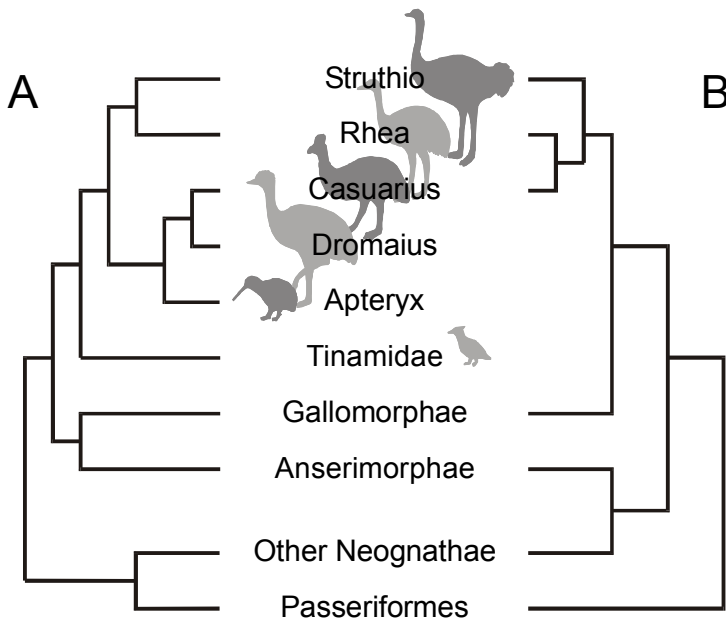 A
B
Struthio
Rhea
Casuarius
Dromaius
Apteryx
Tinamidae
Gallomorphae
Anserimorphae
Other Neognathae
Passeriformes